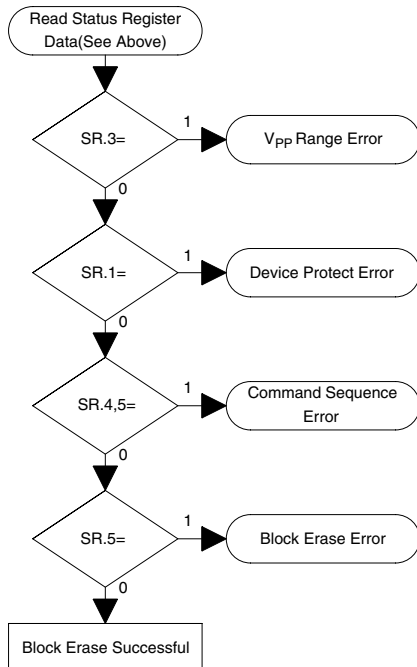 Read Status Register
Data(See Above)
SR.3=
1
VPP Range Error
0
SR.1=
1
Device Protect Error
0
SR.4,5=
1
Command Sequence
Error
0
SR.5=
1
Block Erase Error
0
Block Erase Successful